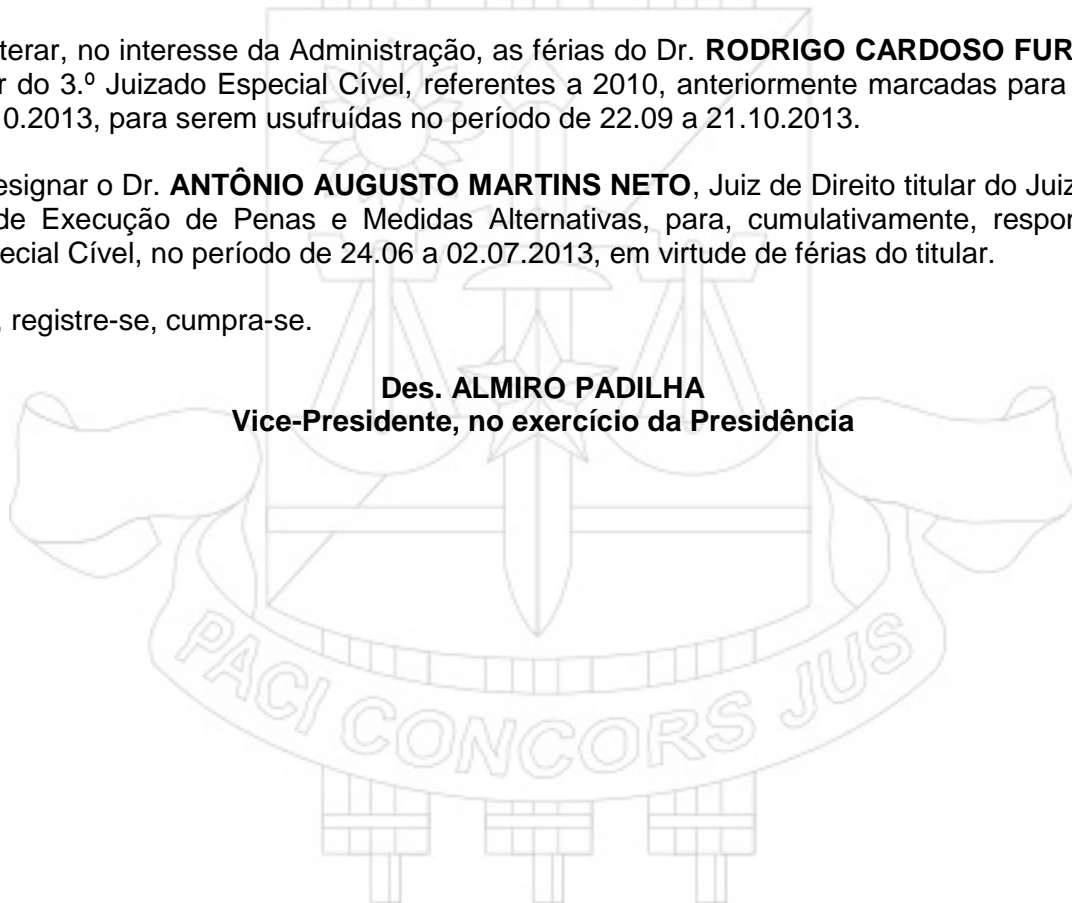 terar, no interesse da Administração, as férias do Dr. RODRIGO CARDOSO FUR
r do 3.º Juizado Especial Cível, referentes a 2010, anteriormente marcadas para
0.2013, para serem usufruídas no período de 22.09 a 21.10.2013.
esignar o Dr. ANTÔNIO AUGUSTO MARTINS NETO, Juiz de Direito titular do Juiz
de Execução de Penas e Medidas Alternativas, para, cumulativamente, respor
ecial Cível, no período de 24.06 a 02.07.2013, em virtude de férias do titular.
, registre-se, cumpra-se.
Des. ALMIRO PADILHA
Vice-Presidente, no exercício da Presidência
PACI CONCORS JUS